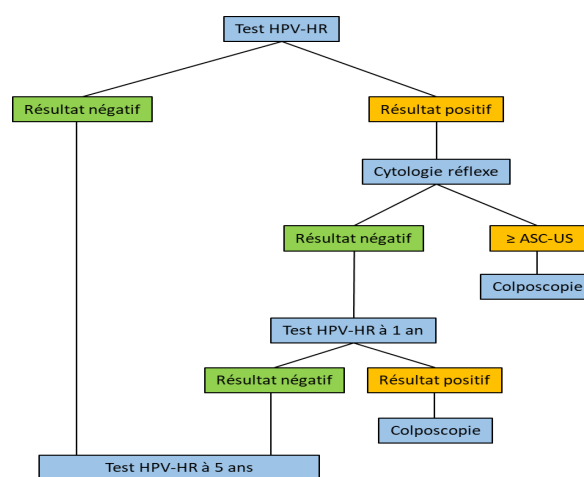 Test HPV-HR
Résultat négatif
Résultat positif
Cytologie réflexe
Résultat négatif
≥ ASC-US
Colposcopie
Test HPV-HR à 1 an
Résultat négatif
Résultat positif
Colposcopie
Test HPV-HR à 5 ans